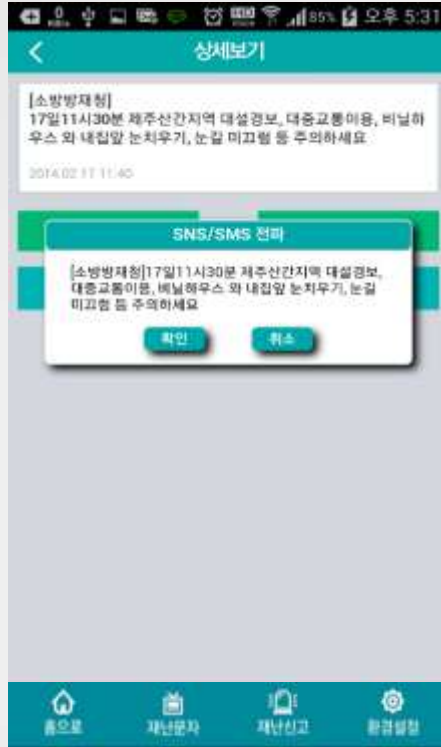 85% 오후 5:31
상세보기
[소방방재청]
17일11시30분 제주산간지역 대설경보, 대중교통이용, 비닐하
우스 와 내집앞 눈치우기, 눈길 미끄럼 등 주의하세요
2014.02.17 11:40
SNS/SMS 전파
[소방방재청]17일11시30분 제주산간지역 대설경보,
대중교통이용, 비닐하우스 와 내집앞 눈치우기, 눈길
미끄럼 등 주의하세요
확인 취소
홈으로 재난문자 재난신고 환경설정